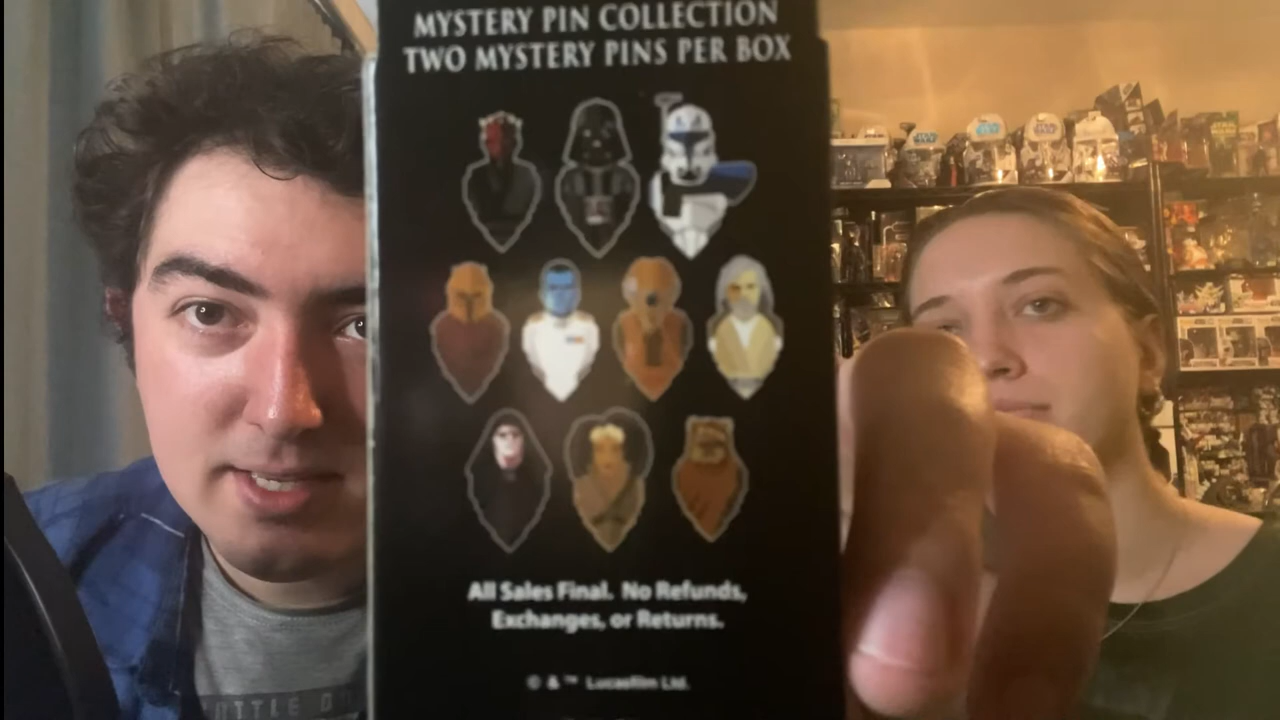 MYSTERY PIN COLLECTION
TWO MYSTERY PINS PER BOX
All Sales Final. No Refunds,
Exchanges, or Returns.
© & ™ Lucasfilm Ltd.